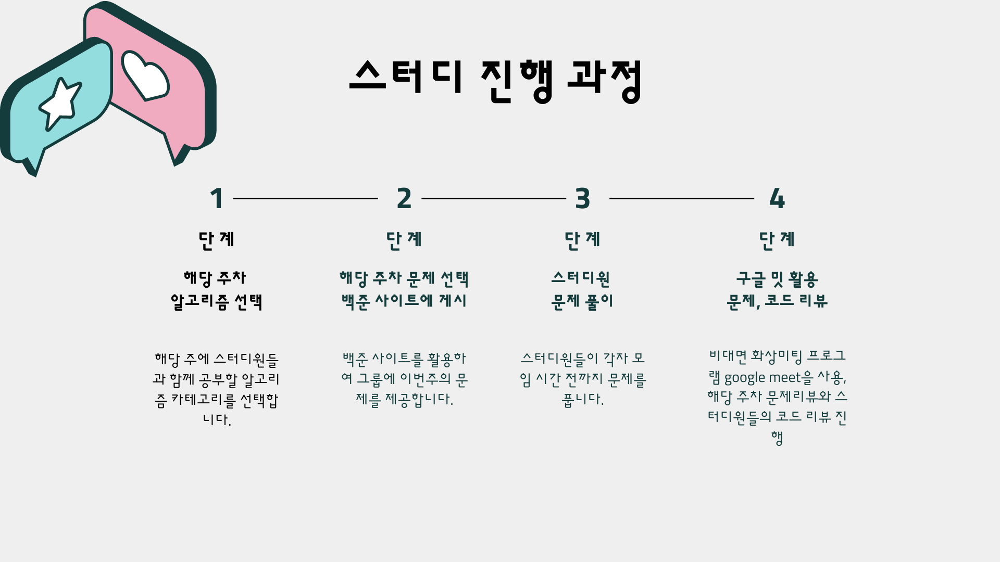 스터디 진행 과정
1
단 계
해당 주차
알고리즘 선택
해당 주에 스터디원들
과 함께 공부할 알고리
즘 카테고리를 선택합
니다.
2
단 계
해당 주차 문제 선택
백준 사이트에 게시
백준 사이트를 활용하
여 그룹에 이번주의 문
제를 제공합니다.
3
단 계
스터디원
문제 풀이
스터디원들이 각자 모
임 시간 전까지 문제를
풉니다.
4
단 계
구글 밋 활용
문제, 코드 리뷰
비대면 화상미팅 프로그
램 google meet을 사용,
해당 주차 문제리뷰와 스
터디원들의 코드 리뷰 진
행